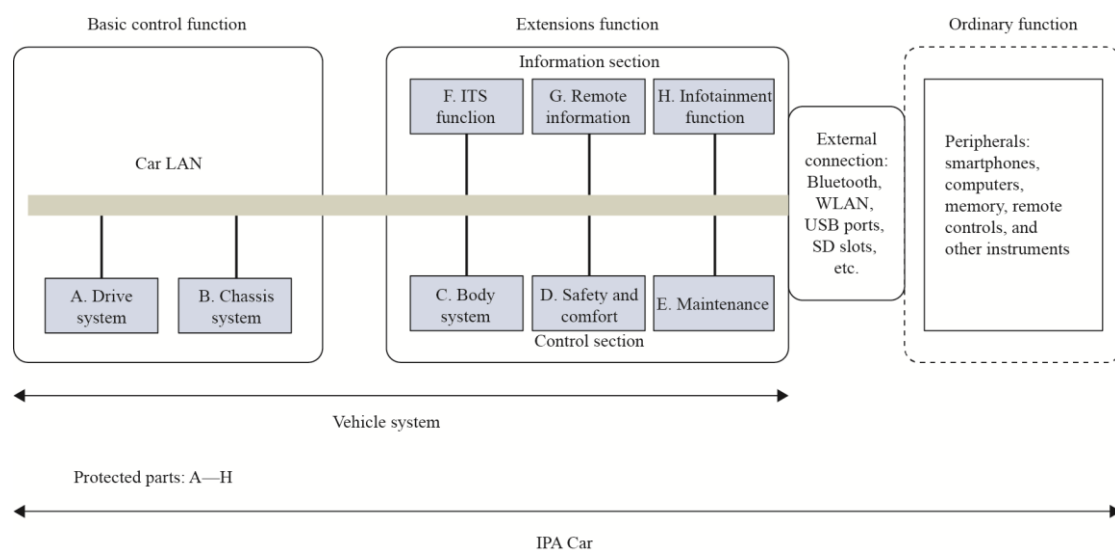 Basic control function
Extensions function
Ordinary function
Information section
F. ITS
funclion
G. Remote
information
H. Infotainment
function
Car LAN
External
connection:
Bluetooth,
WLAN,
USB ports,
SD slots,
etc.
Peripherals:
smartphones,
computers,
memory, remote
controls, and
other instruments
A. Drive
system
B. Chassis
system
C. Body
system
D. Safety and
comfort
E. Maintenance
Control section
Vehicle system
Protected parts: A—H
IPA Car